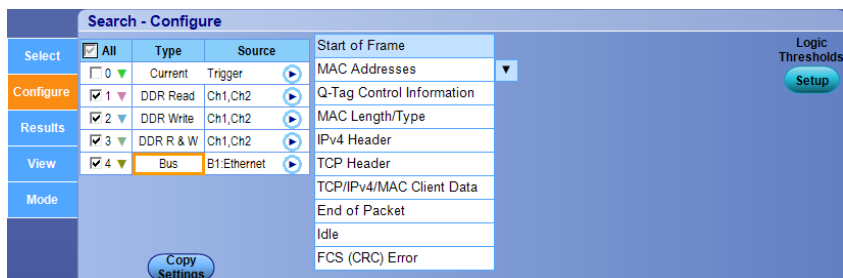 Search - Configure
Select
Configure
Results
View
Mode
All Type Source
0 Current Trigger
1 DDR Read Ch1,Ch2
2 DDR Write Ch1,Ch2
3 DDR R & W Ch1,Ch2
4 Bus B1:Ethernet
Copy
Settings
Start of Frame
MAC Addresses
Q-Tag Control Information
MAC Length/Type
IPv4 Header
TCP Header
TCP/IPv4/MAC Client Data
End of Packet
Idle
FCS (CRC) Error
Logic
Thresholds
Setup